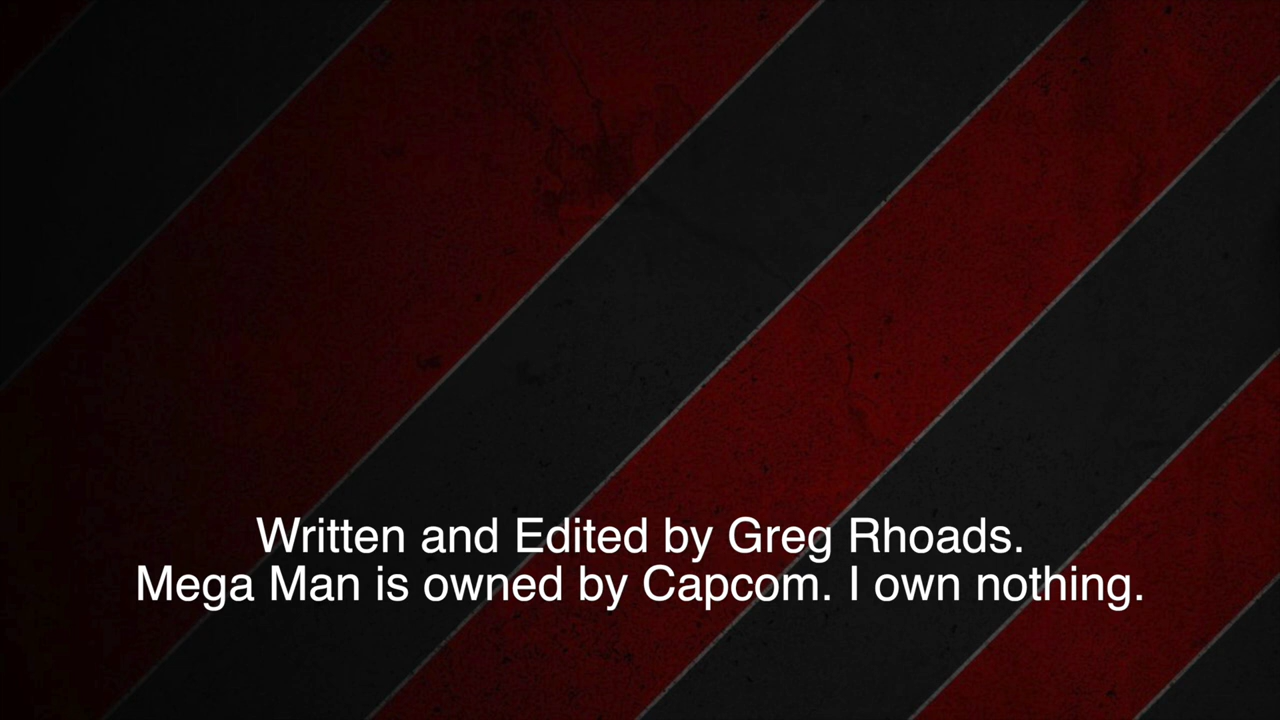 Written and Edited by Greg Rhoads.
Mega Man is owned by Capcom. I own nothing.